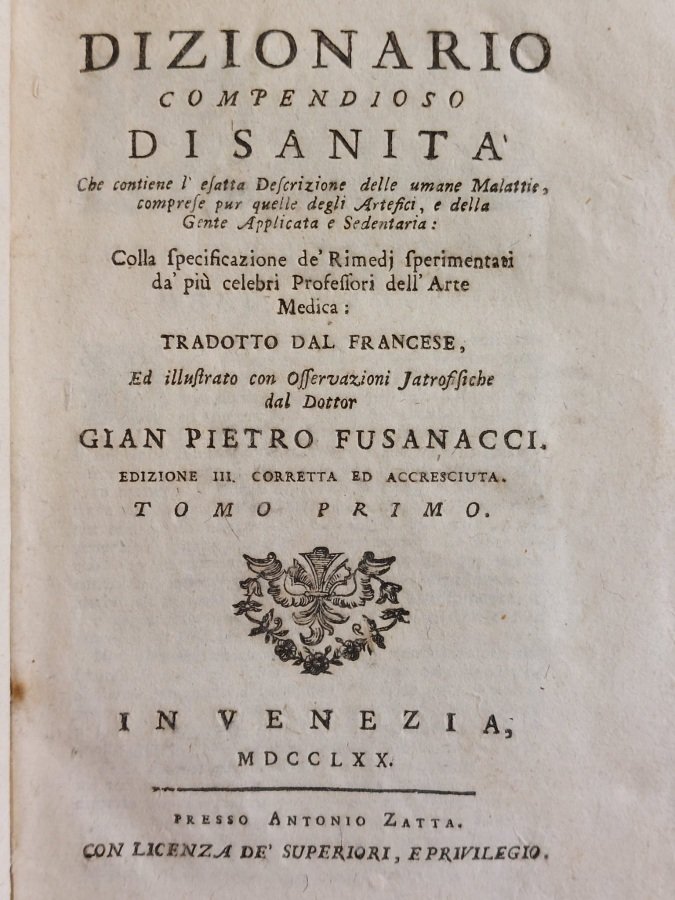 DIZIONARIO
COMPENDIOSO
DI SANITA'
Che contiene l' eſatta Deſcrizione delle umane Malattie,
compreſe pur quelle degli Artefici, e della
Gente Applicata e Sedentaria:
Colla ſpecificazione de' Rimedj ſperimentati
da' più celebri Profeſſori dell' Arte
Medica:
TRADOTTO DAL FRANCESE,
Ed illuſtrato con Oſſervazioni Jatrofiſiche
dal Dottor
GIAN PIETRO FUSANACCI.
EDIZIONE III. CORRETTA ED ACCRESCIUTA.
TOMO PRIMO.
IN VENEZIA,
MDCCLXX.
PRESSO ANTONIO ZATTA.
CON LICENZA DE' SUPERIORI, E PRIVILEGIO.